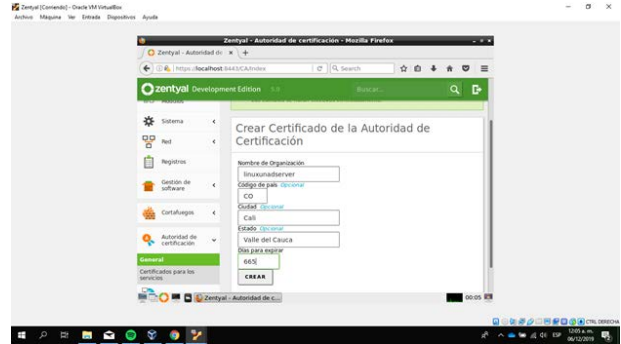 Zentyal [Corriendo] - Oracle VM VirtualBox
Archivo Máquina Ver Entrada Dispositivos Ayuda
Zentyal - Autoridad de certificación - Mozilla Firefox
Zentyal - Autoridad de
https://localhost:8443/CA/Index
Search
zentyal Development Edition
Buscar...
Módulos
Sistema
Red
Registros
Gestión de software
Cortafuegos
Autoridad de certificación
General
Certificados para los servicios
Crear Certificado de la Autoridad de
Certificación
Nombre de Organización
linuxunadserver
Código de país Opcional
CO
Ciudad Opcional
Cali
Estado Opcional
Valle del Cauca
Días para expirar
665
CREAR
Zentyal - Autoridad de c...
00:05
CTRL DERECHA
ESP
12:05 a. m.
06/12/2019